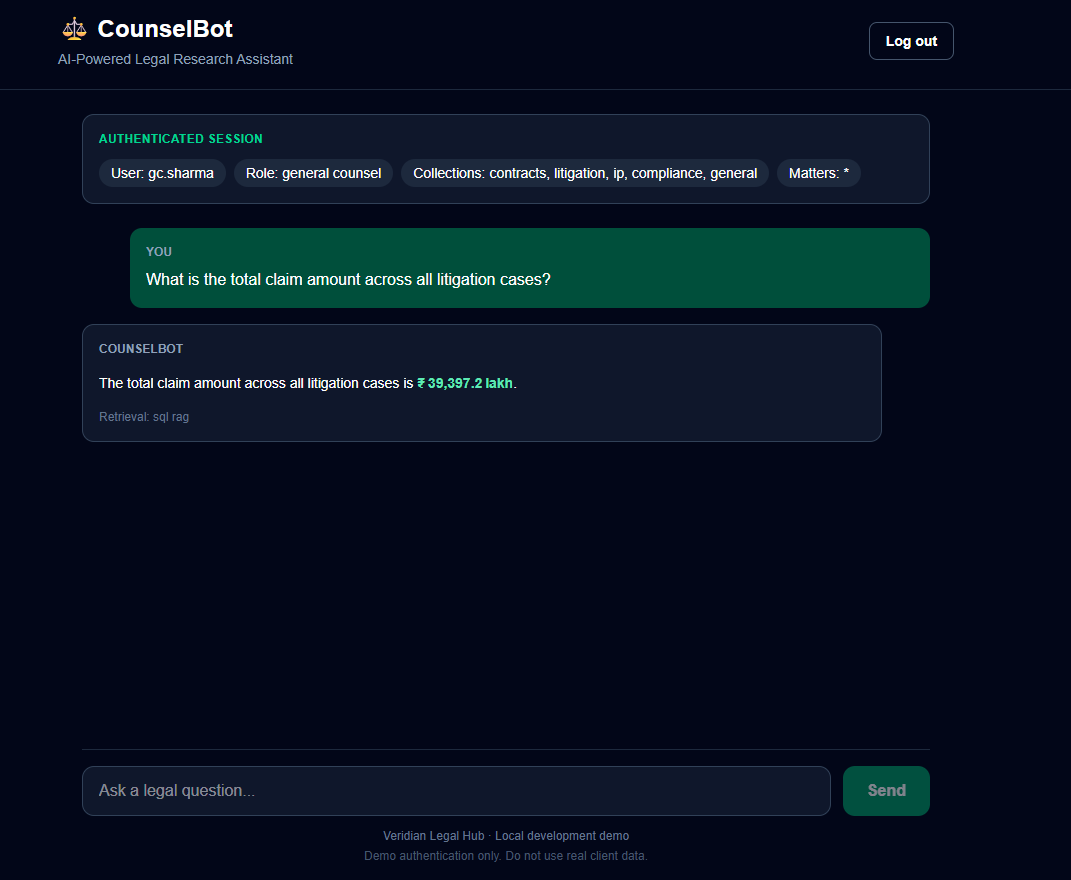 CounselBot
AI-Powered Legal Research Assistant
Log out
AUTHENTICATED SESSION
User: gc.sharma
Role: general counsel
Collections: contracts, litigation, ip, compliance, general
Matters: *
YOU
What is the total claim amount across all litigation cases?
COUNSELBOT
The total claim amount across all litigation cases is ₹ 39,397.2 lakh.
Retrieval: sql rag
Ask a legal question...
Send
Veridian Legal Hub · Local development demo
Demo authentication only. Do not use real client data.